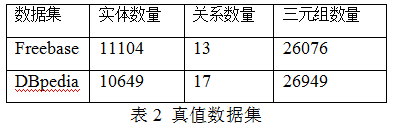 数据集 实体数量 关系数量 三元组数量
Freebase 11104 13 26076
DBpedia 10649 17 26949
表 2 真值数据集